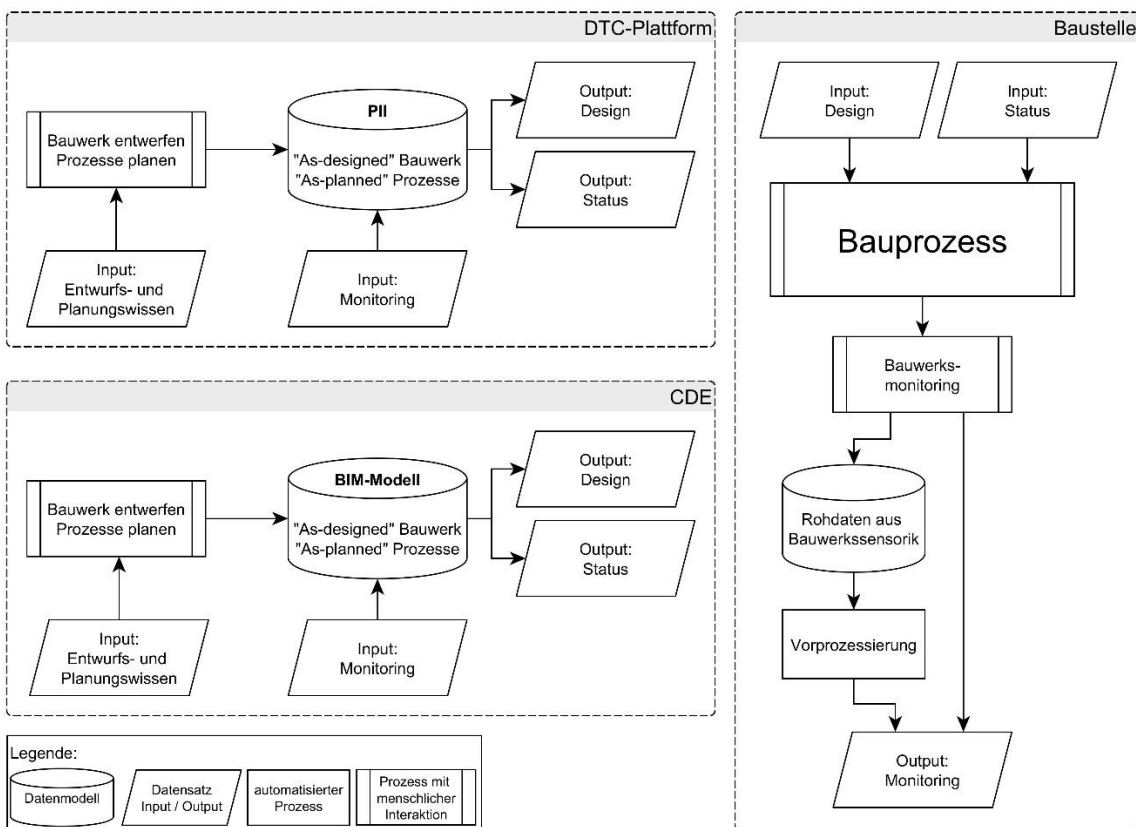 DTC-Plattform
Bauwerk entwerfen
Prozesse planen
PII
"As-designed" Bauwerk
"As-planned" Prozesse
Output:
Design
Output:
Status
Input:
Entwurfs- und
Planungswissen
Input:
Monitoring
CDE
Bauwerk entwerfen
Prozesse planen
BIM-Modell
"As-designed" Bauwerk
"As-planned" Prozesse
Output:
Design
Output:
Status
Input:
Entwurfs- und
Planungswissen
Input:
Monitoring
Legende:
Datenmodell
Datensatz
Input / Output
automatisierter
Prozess
Prozess mit
menschlicher
Interaktion
Baustelle
Input:
Design
Input:
Status
Bauprozess
Bauwerks-
monitoring
Rohdaten aus
Bauwerkssensorik
Vorprozessierung
Output:
Monitoring